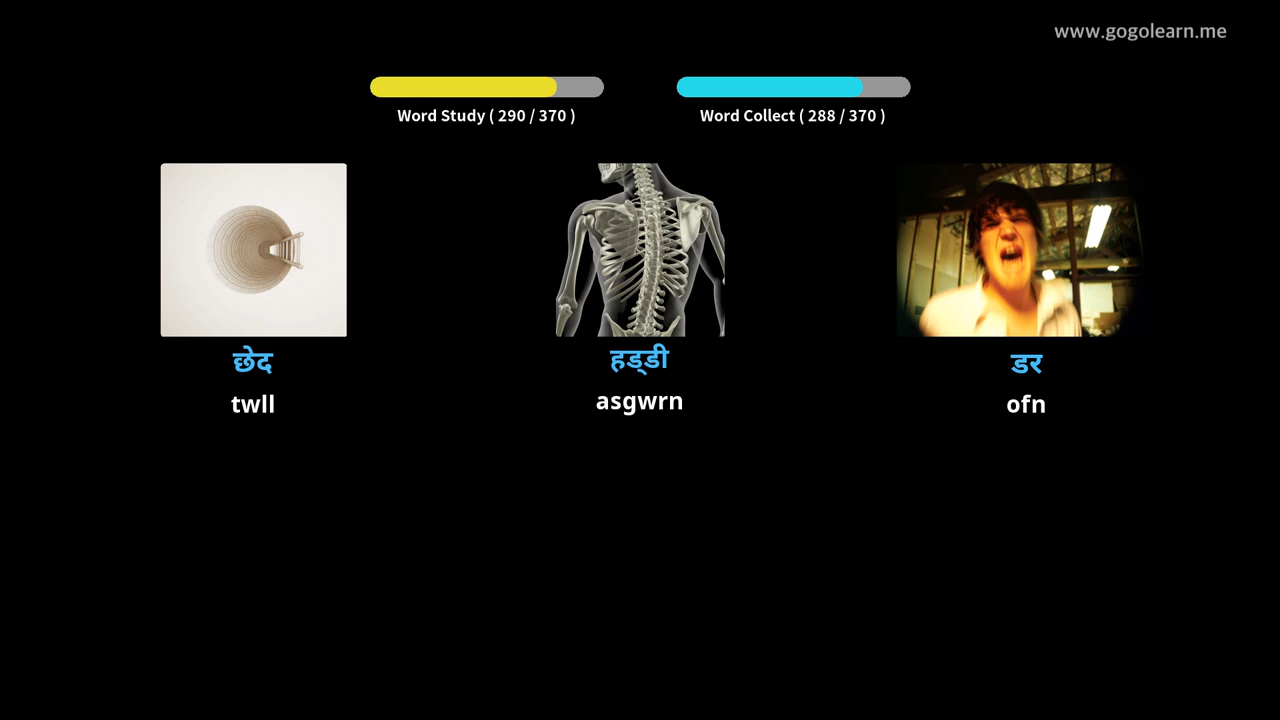 www.gogolearn.me
Word Study ( 290 / 370 )
Word Collect ( 288 / 370 )
छेद
हड्डी
डर
twll
asgwrn
ofn